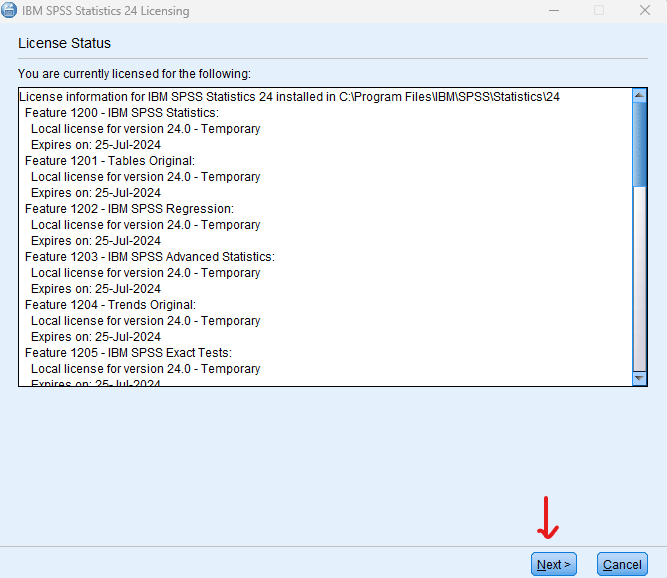 IBM SPSS Statistics 24 Licensing
License Status
You are currently licensed for the following:
License information for IBM SPSS Statistics 24 installed in C:\Program Files\IBM\SPSS\Statistics\24
Feature 1200 - IBM SPSS Statistics:
Local license for version 24.0 - Temporary
Expires on: 25-Jul-2024
Feature 1201 - Tables Original:
Local license for version 24.0 - Temporary
Expires on: 25-Jul-2024
Feature 1202 - IBM SPSS Regression:
Local license for version 24.0 - Temporary
Expires on: 25-Jul-2024
Feature 1203 - IBM SPSS Advanced Statistics:
Local license for version 24.0 - Temporary
Expires on: 25-Jul-2024
Feature 1204 - Trends Original:
Local license for version 24.0 - Temporary
Expires on: 25-Jul-2024
Feature 1205 - IBM SPSS Exact Tests:
Local license for version 24.0 - Temporary
Expires on: 25-Jul-2024
Next > Cancel